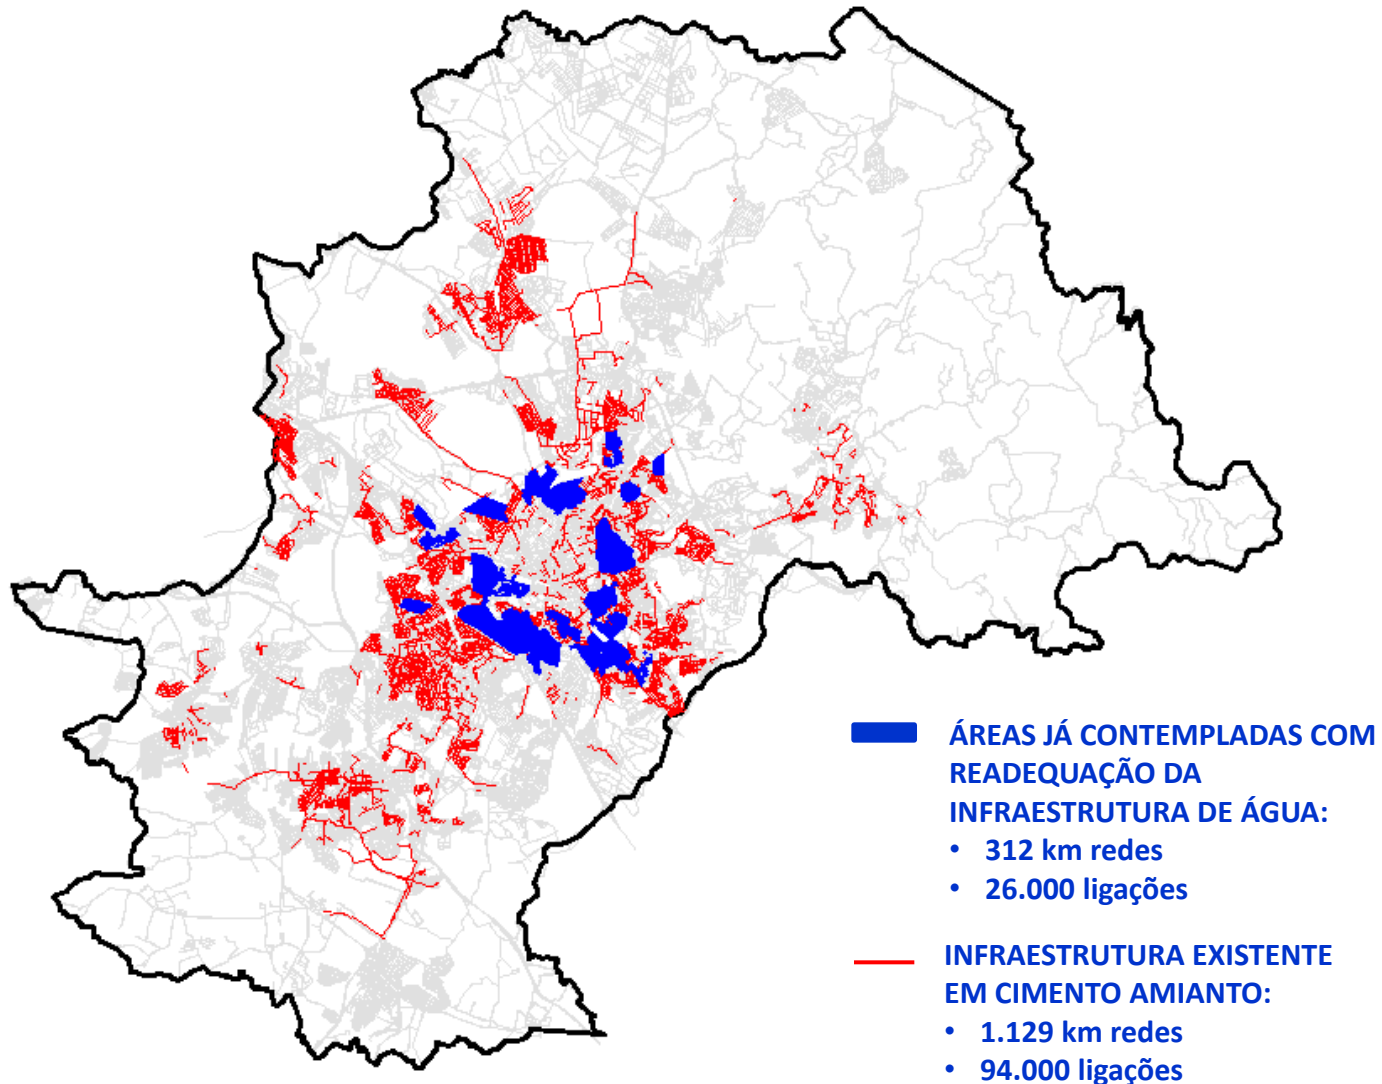 ÁREAS JÁ CONTEMPLADAS COM
READEQUAÇÃO DA
INFRAESTRUTURA DE ÁGUA:
• 312 km redes
• 26.000 ligações
INFRAESTRUTURA EXISTENTE
EM CIMENTO AMIANTO:
• 1.129 km redes
• 94.000 ligações